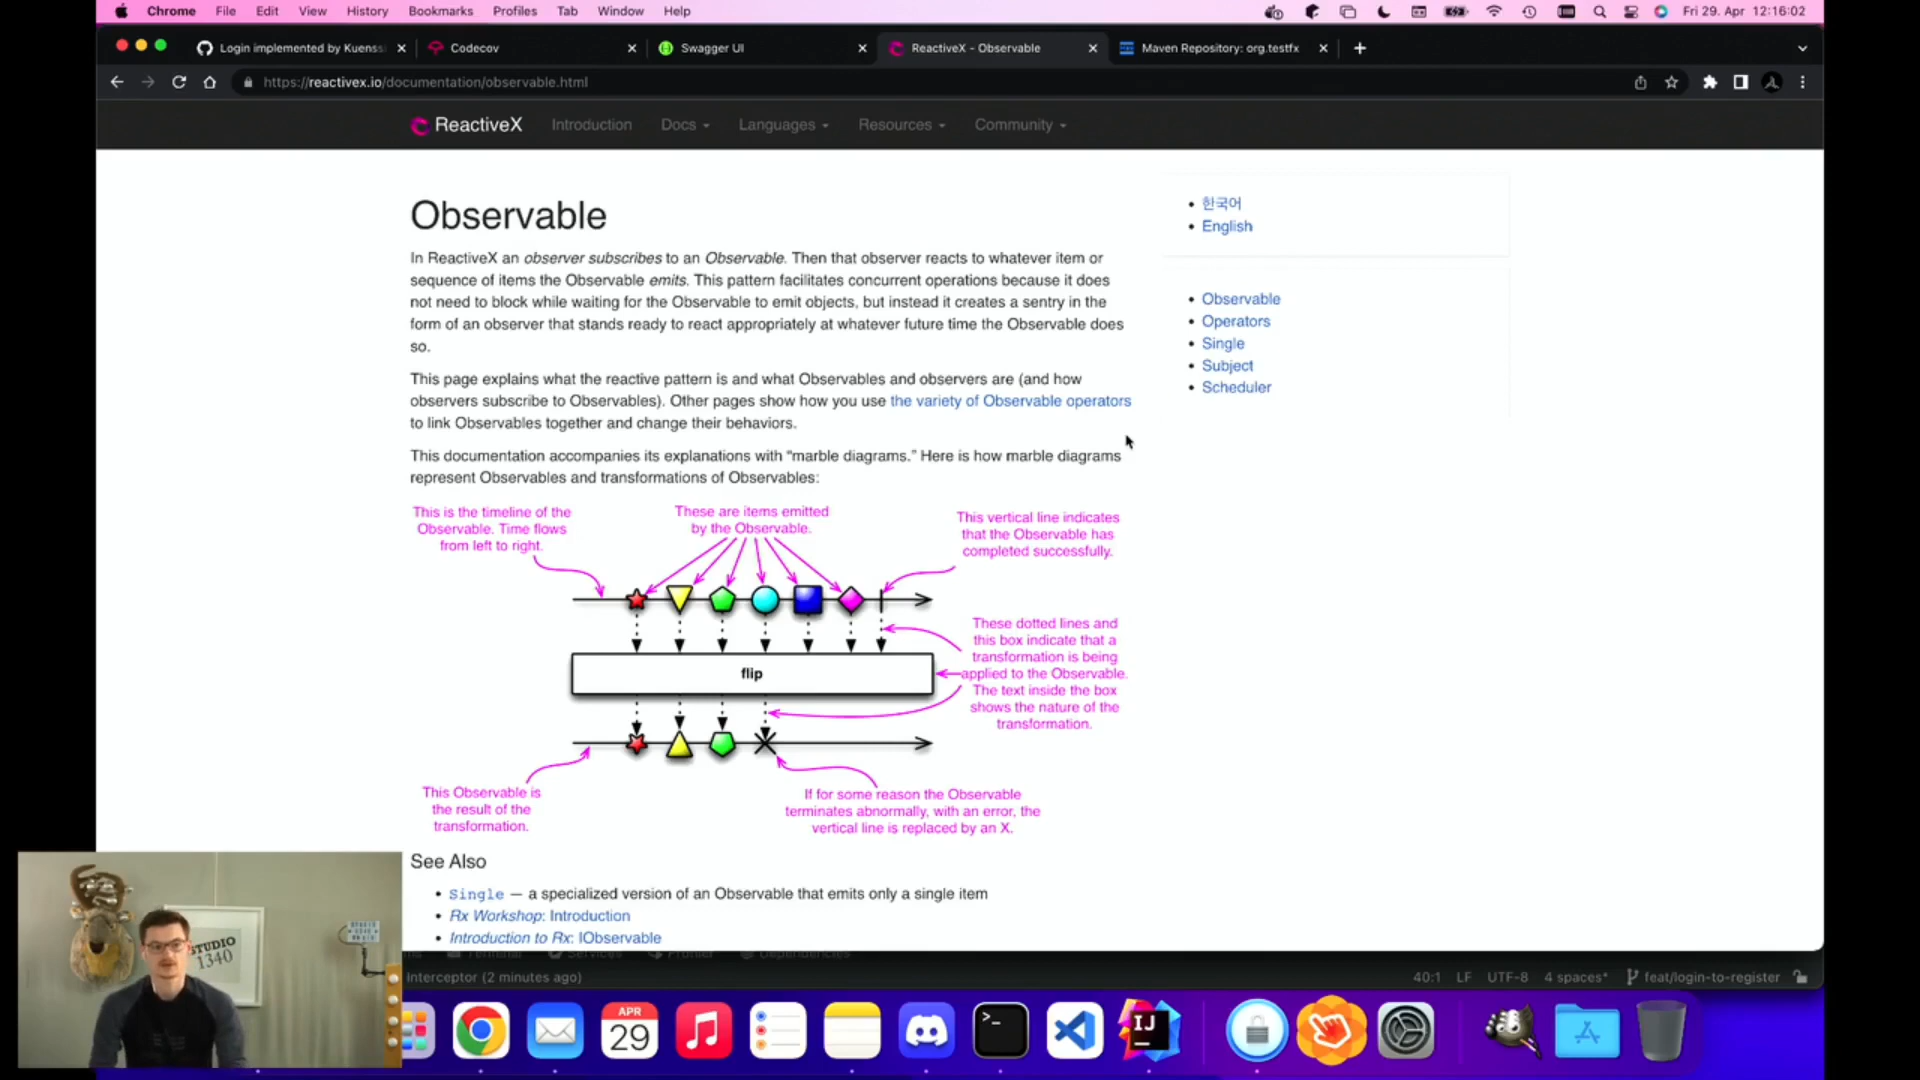 Chrome File Edit View History Bookmarks Profiles Tab Window Help Fri 29. Apr 12:16:02
Login implemented by Kuenss Codecov Swagger UI ReactiveX - Observable Maven Repository: org.testfx
https://reactivex.io/documentation/observable.html
ReactiveX Introduction Docs Languages Resources Community
Observable
In ReactiveX an observer subscribes to an Observable. Then that observer reacts to whatever item or
sequence of items the Observable emits. This pattern facilitates concurrent operations because it does
not need to block while waiting for the Observable to emit objects, but instead it creates a sentry in the
form of an observer that stands ready to react appropriately at whatever future time the Observable does
so.
This page explains what the reactive pattern is and what Observables and observers are (and how
observers subscribe to Observables). Other pages show how you use the variety of Observable operators
to link Observables together and change their behaviors.
This documentation accompanies its explanations with “marble diagrams.” Here is how marble diagrams
represent Observables and transformations of Observables:
This is the timeline of the
Observable. Time flows
from left to right.
These are items emitted
by the Observable.
This vertical line indicates
that the Observable has
completed successfully.
These dotted lines and
this box indicate that a
transformation is being
applied to the Observable.
The text inside the box
shows the nature of the
transformation.
flip
This Observable is
the result of the
transformation.
If for some reason the Observable
terminates abnormally, with an error, the
vertical line is replaced by an X.
See Also
• Single — a specialized version of an Observable that emits only a single item
• Rx Workshop: Introduction
• Introduction to Rx: IObservable
• 한국어
• English
• Observable
• Operators
• Single
• Subject
• Scheduler
Terminal Services Profiler Dependencies
Interceptor (2 minutes ago) 40:1 LF UTF-8 4 spaces* feat/login-to-register
STUDIO
1340
APR
29
IJ